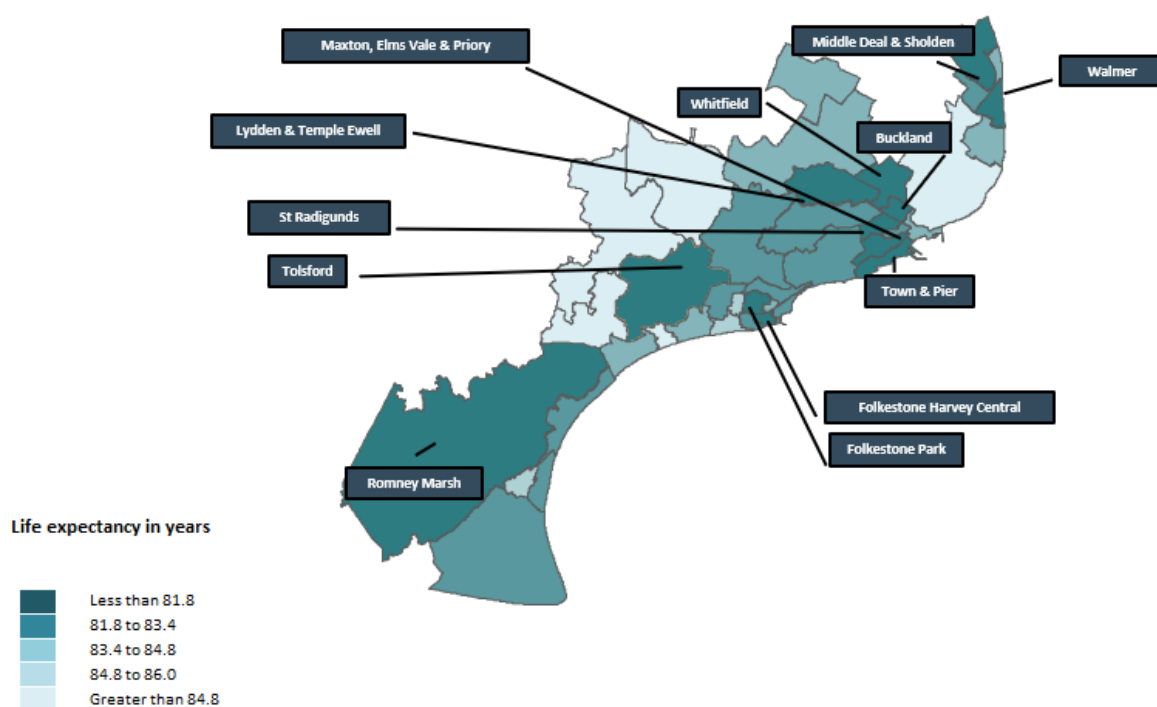 Maxton, Elms Vale & Priory
Middle Deal & Sholden
Walmer
Whitfield
Lydden & Temple Ewell
Buckland
St Radigunds
Tolsford
Town & Pier
Folkestone Harvey Central
Folkestone Park
Romney Marsh
Life expectancy in years
Less than 81.8
81.8 to 83.4
83.4 to 84.8
84.8 to 86.0
Greater than 84.8